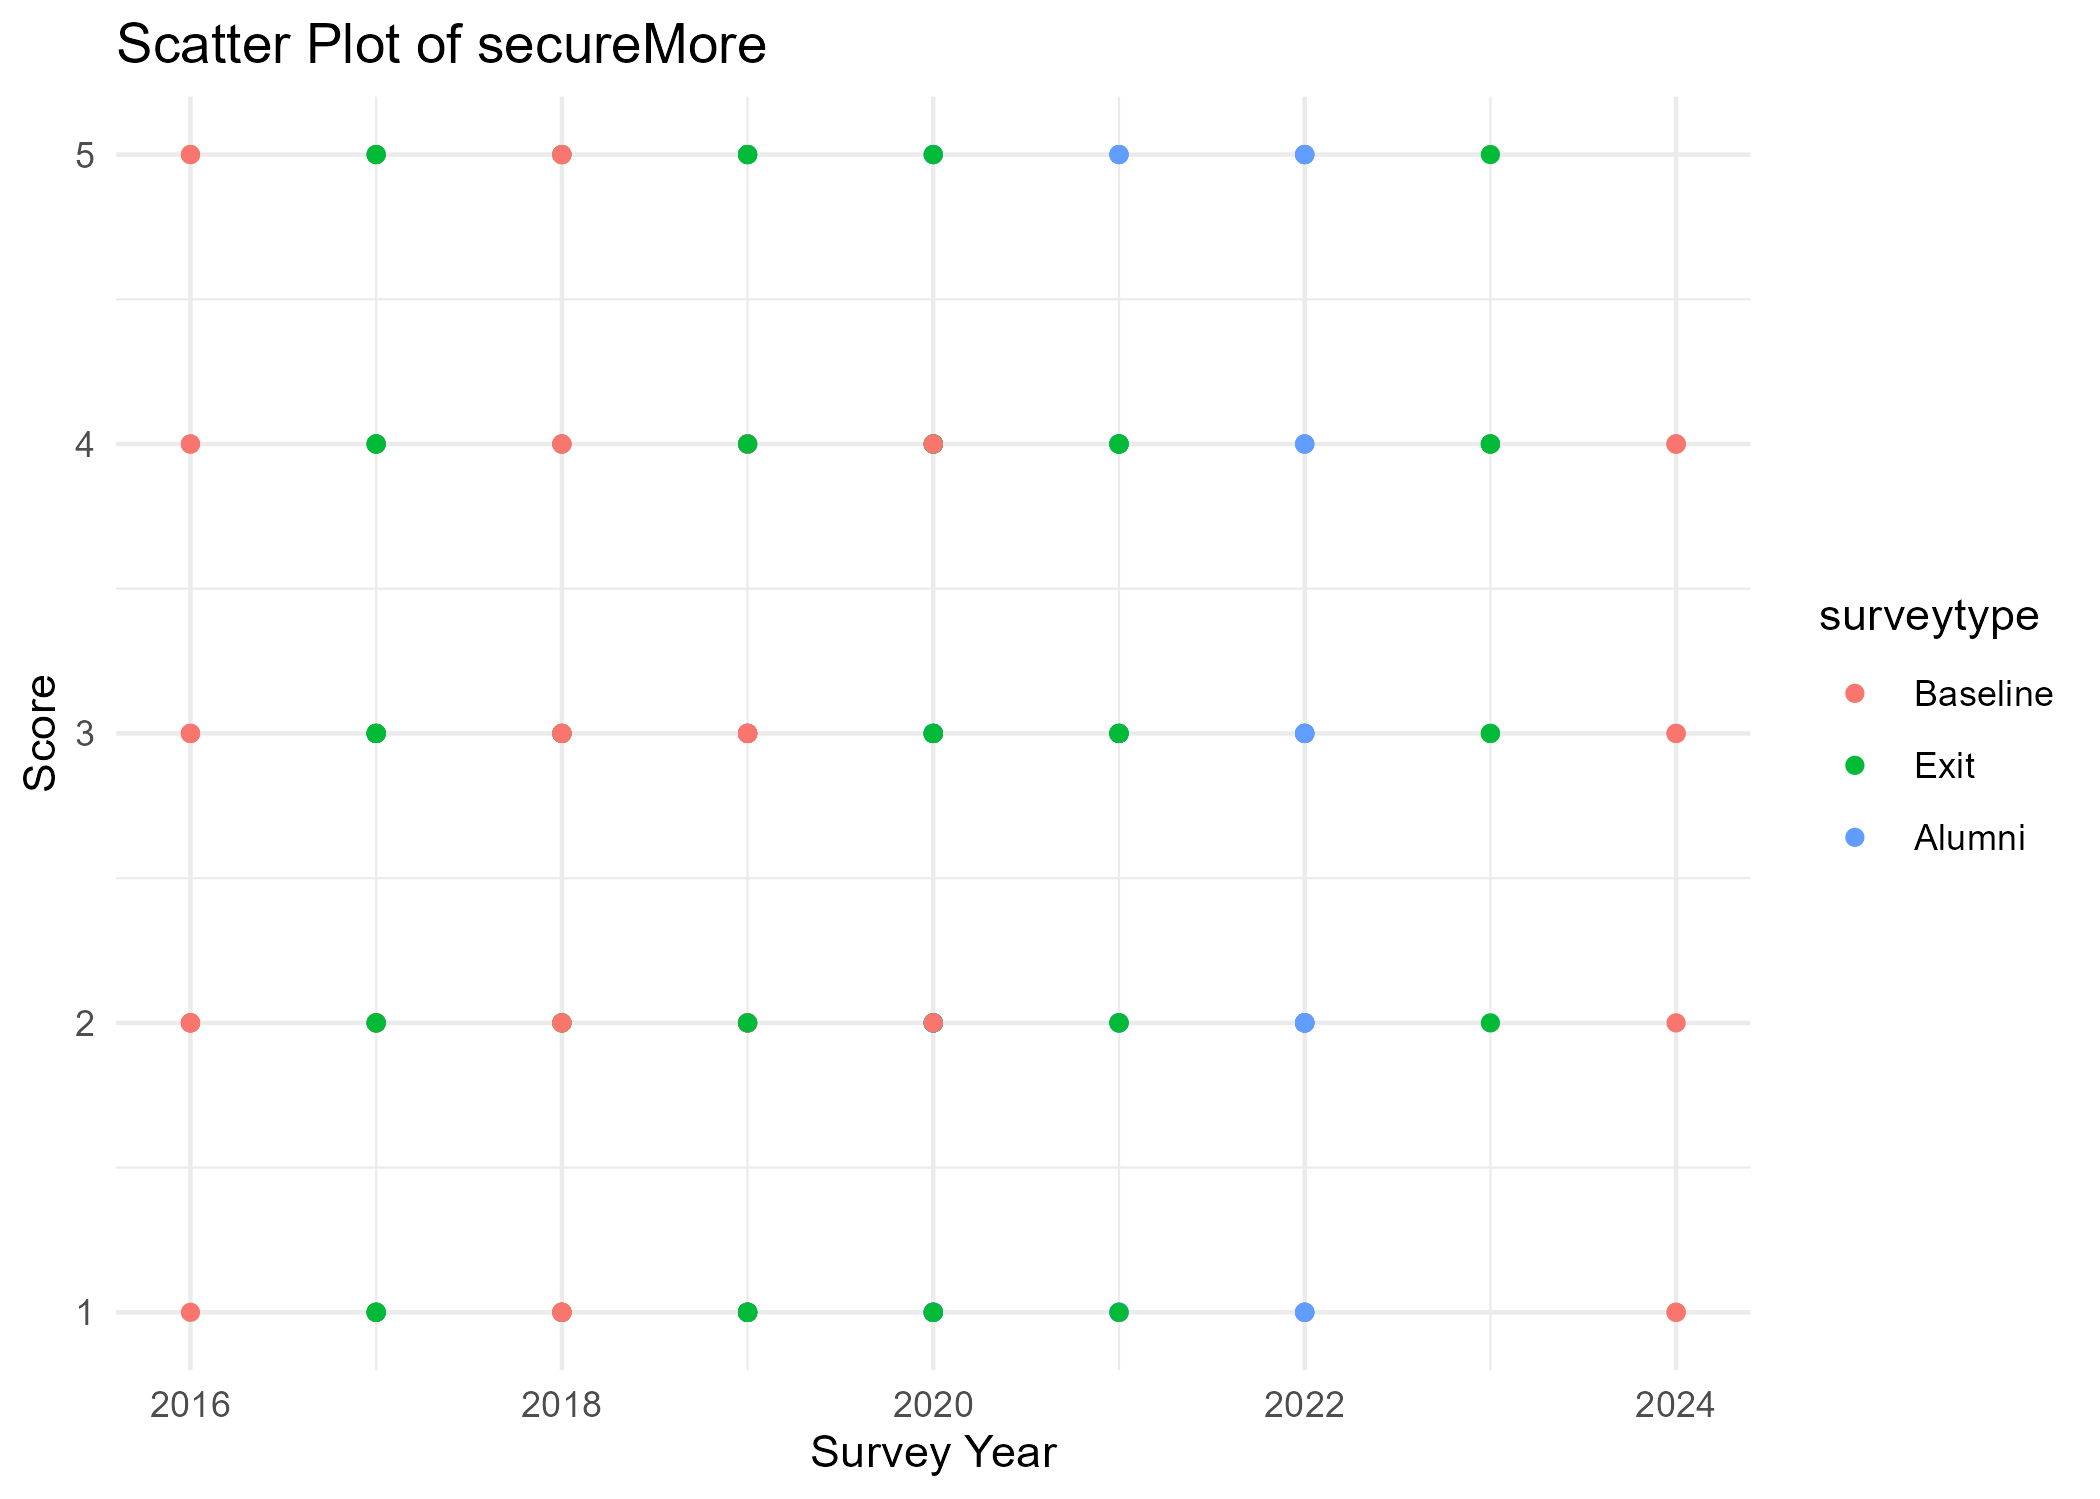 Scatter Plot of secureMore
5
4
3
2
1
Score
2016 2018 2020 2022 2024
Survey Year
surveytype
Baseline
Exit
Alumni